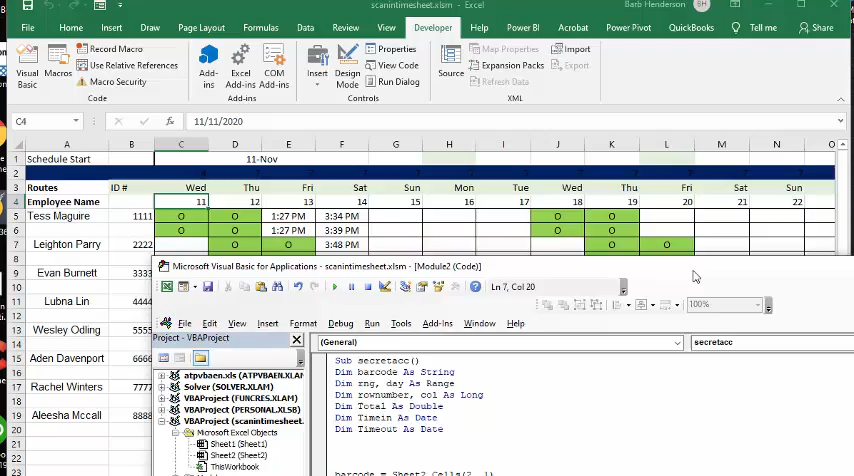 scanintimesheet.xlsm - Excel Barb Henderson BH
File Home Insert Page Layout Formulas Data Review View Developer Help Power BI Acrobat Power Pivot QuickBooks Tell me Share
Visual Basic Macros Record Macro Use Relative References Macro Security Add-ins Excel Add-ins COM Add-ins Insert Design Mode Properties View Code Run Dialog Source Map Properties Expansion Packs Refresh Data Import Export
Code Add-ins Controls XML
C4 fx 11/11/2020
A B C D E F G H I J K L M N O
1 Schedule Start 11-Nov
2
3 Routes ID # Wed Thu Fri Sat Sun Mon Tue Wed Thu Fri Sat Sun
4 Employee Name 11 12 13 14 15 16 17 18 19 20 21 22
5 Tess Maguire 1111 O O 1:27 PM 3:34 PM O O
6 O O 1:27 PM 3:39 PM O O
7 Leighton Parry 2222 O O 3:48 PM O O
8
9 Evan Burnett 3333
10
11 Lubna Lin 4444
12
13 Wesley Odling 5555
14
15 Aden Davenport 6666
16
17 Rachel Winters 7777
18
19 Aleesha Mccall 8888
20
21
22
23
Microsoft Visual Basic for Applications - scanintimesheet.xlsm - [Module2 (Code)]
Ln 7, Col 20
100%
File Edit View Insert Format Debug Run Tools Add-Ins Window Help
Project - VBAProject
(General) secretacc
atpvbaen.xls (ATPVBAEN.XLAM
Solver (SOLVER.XLAM)
VBAProject (FUNCRES.XLAM)
VBAProject (PERSONAL.XLSB)
VBAProject (scanintimesheet.
Microsoft Excel Objects
Sheet1 (Sheet1)
Sheet2 (Sheet2)
ThisWorkbook
Sub secretacc()
Dim barcode As String
Dim rng, day As Range
Dim rownumber, col As Long
Dim Total As Double
Dim Timein As Date
Dim Timeout As Date
barcode = Sheet2.Cells(2, 1)